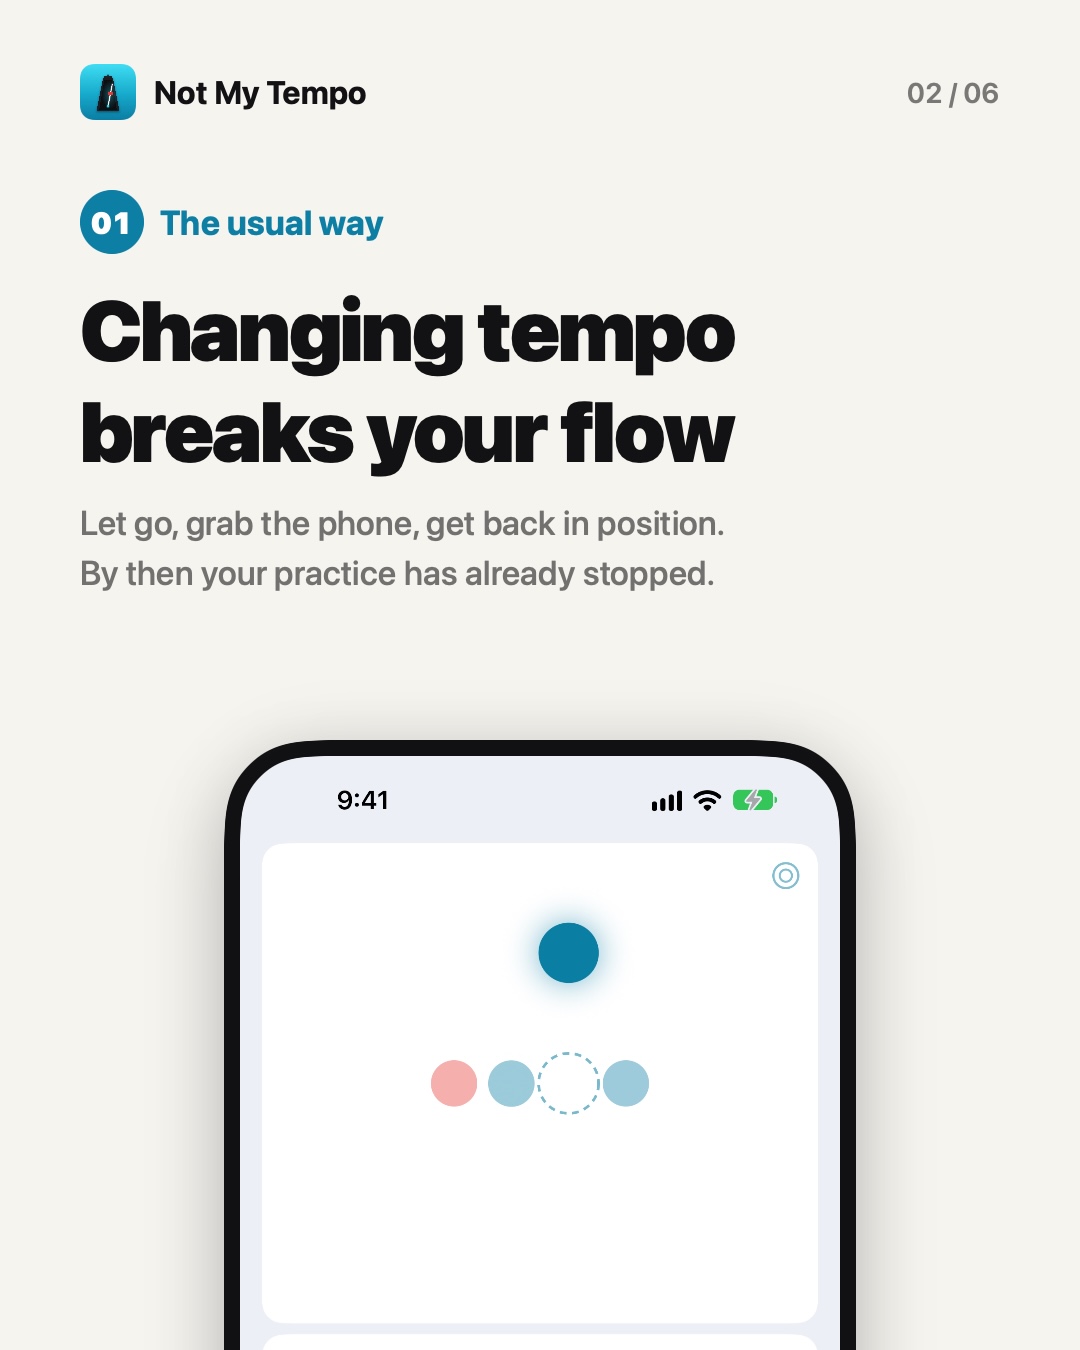 Not My Tempo
02 / 06
01 The usual way
Changing tempo
breaks your flow
Let go, grab the phone, get back in position.
By then your practice has already stopped.
9:41